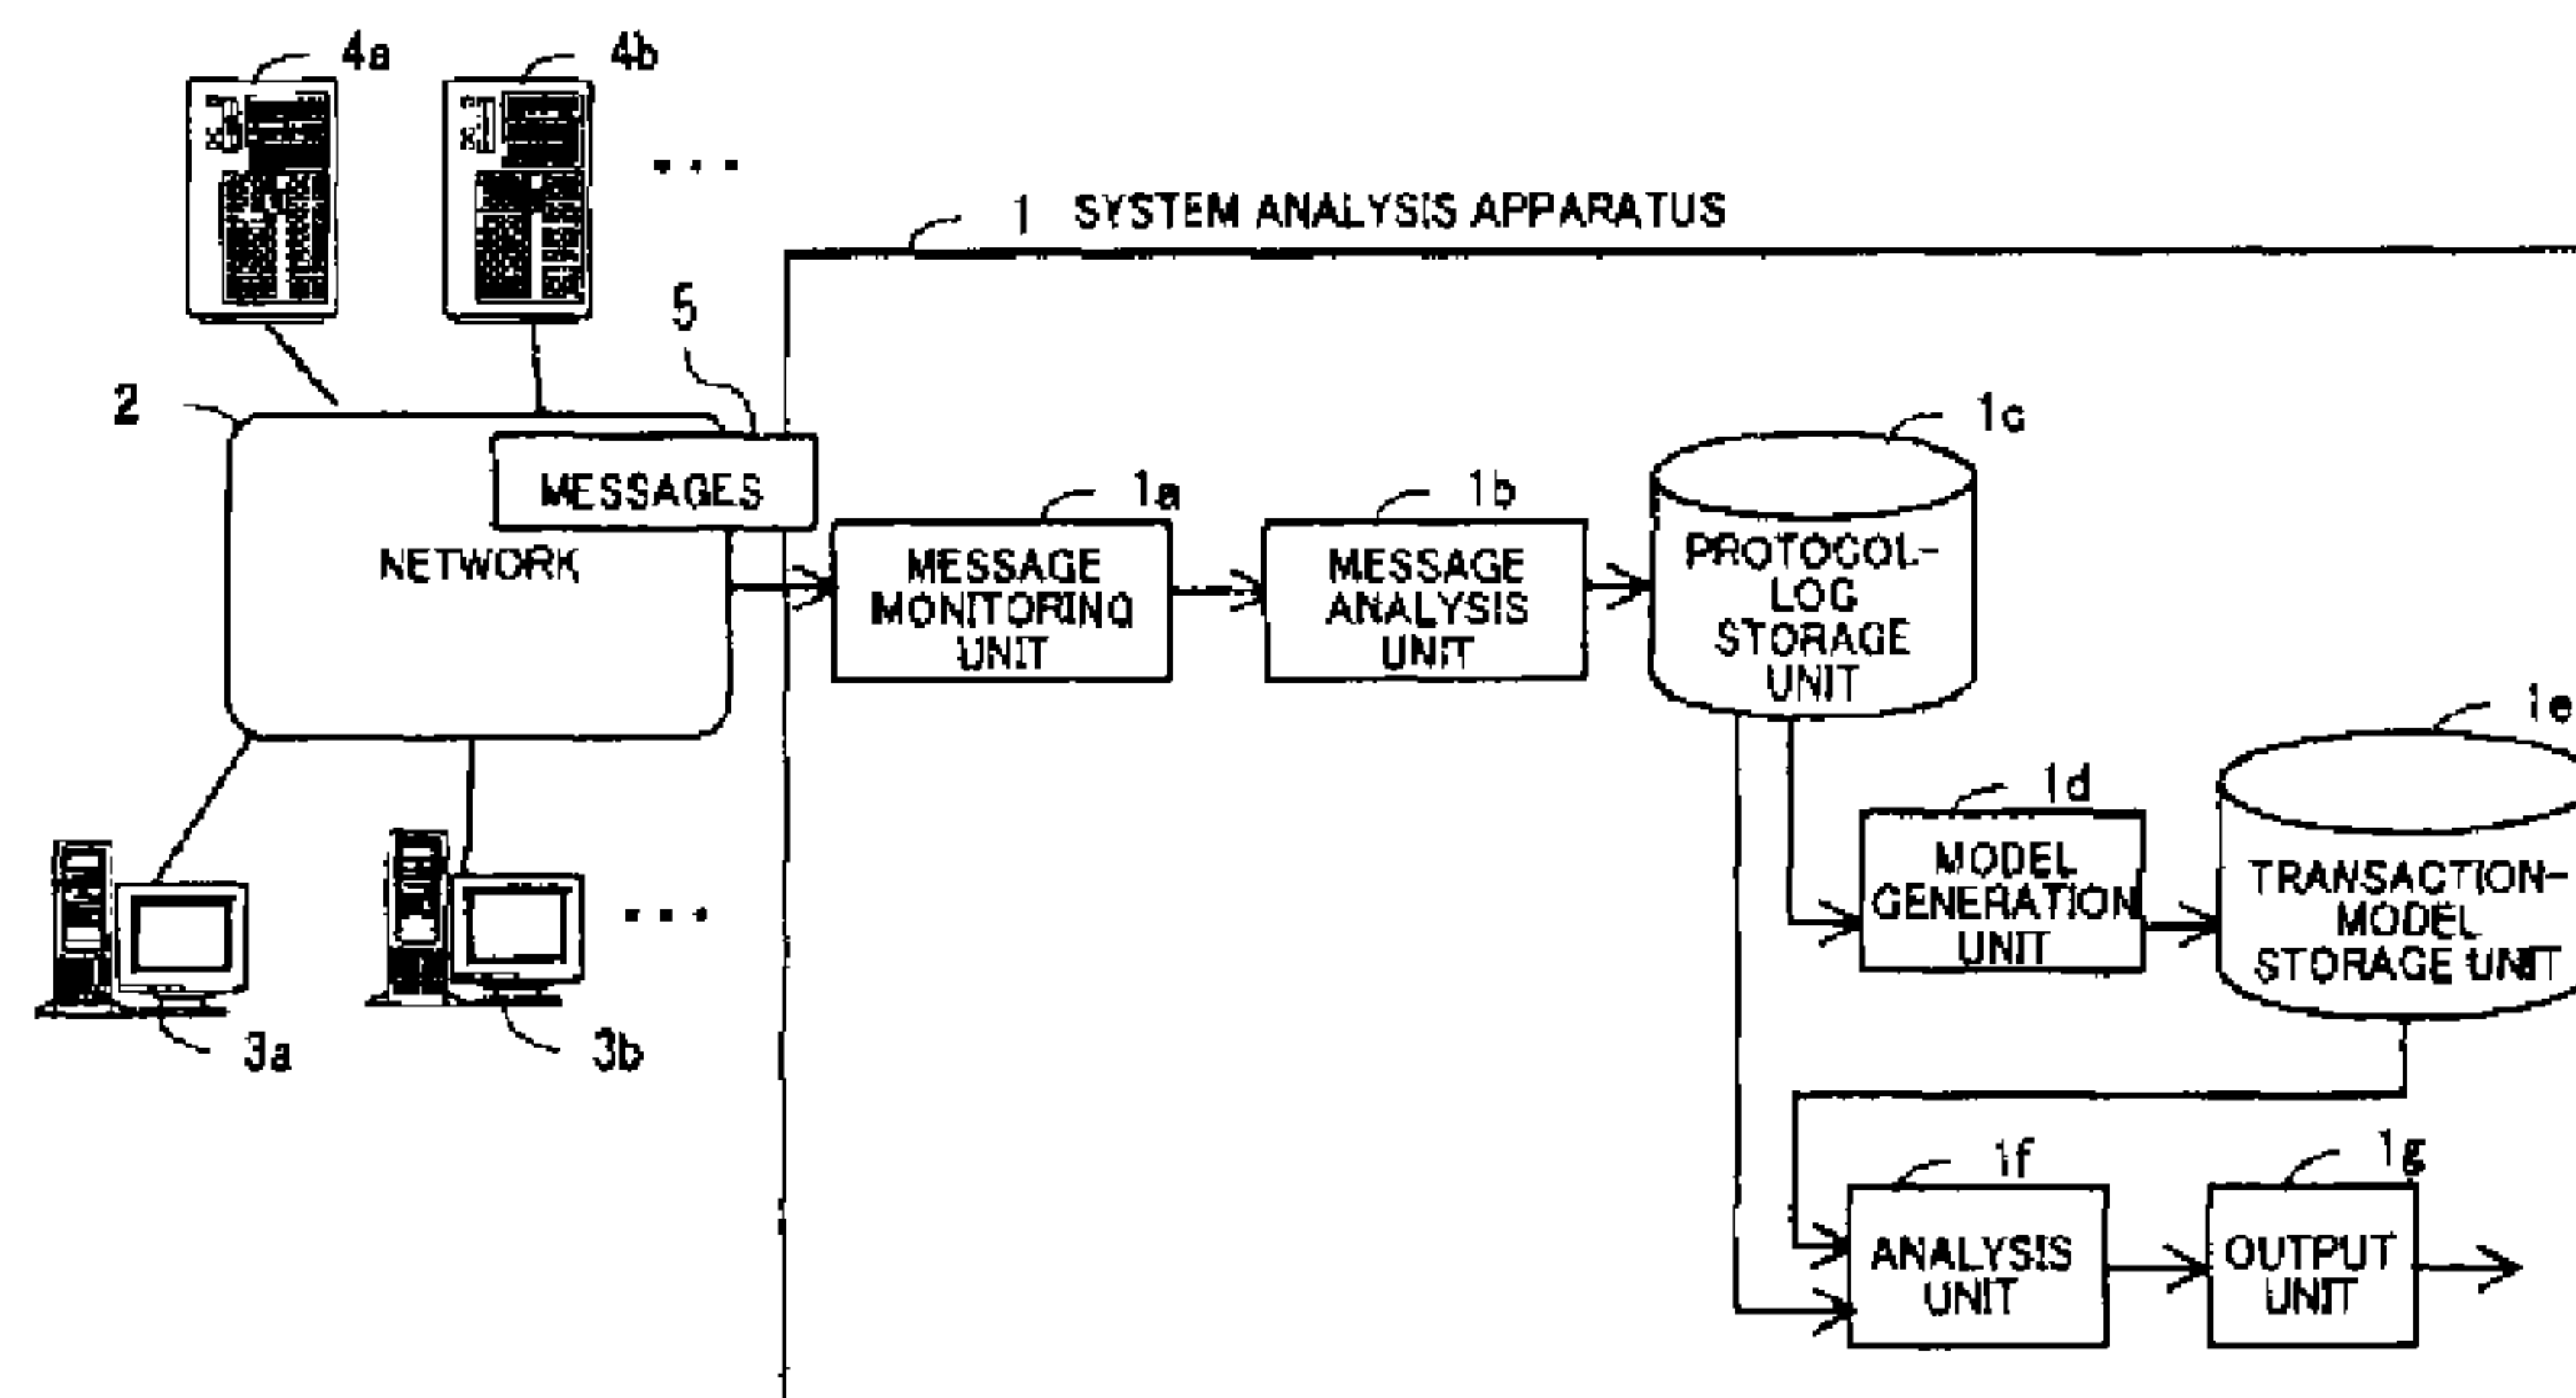 4a
4b
...
1 SYSTEM ANALYSIS APPARATUS
5
2
MESSAGES
NETWORK
1a
MESSAGE
MONITORING
UNIT
1b
MESSAGE
ANALYSIS
UNIT
1c
PROTOCOL-
LOG
STORAGE
UNIT
1d
MODEL
GENERATION
UNIT
1e
TRANSACTION-
MODEL
STORAGE UNIT
...
3a
3b
1f
ANALYSIS
UNIT
1g
OUTPUT
UNIT